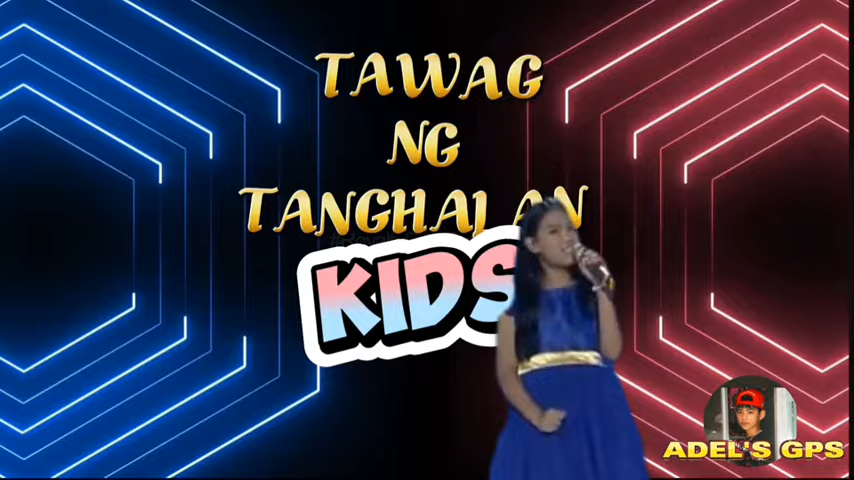 TAWAG
NG
TANGHALAN
KIDS
ADEL'S GPS